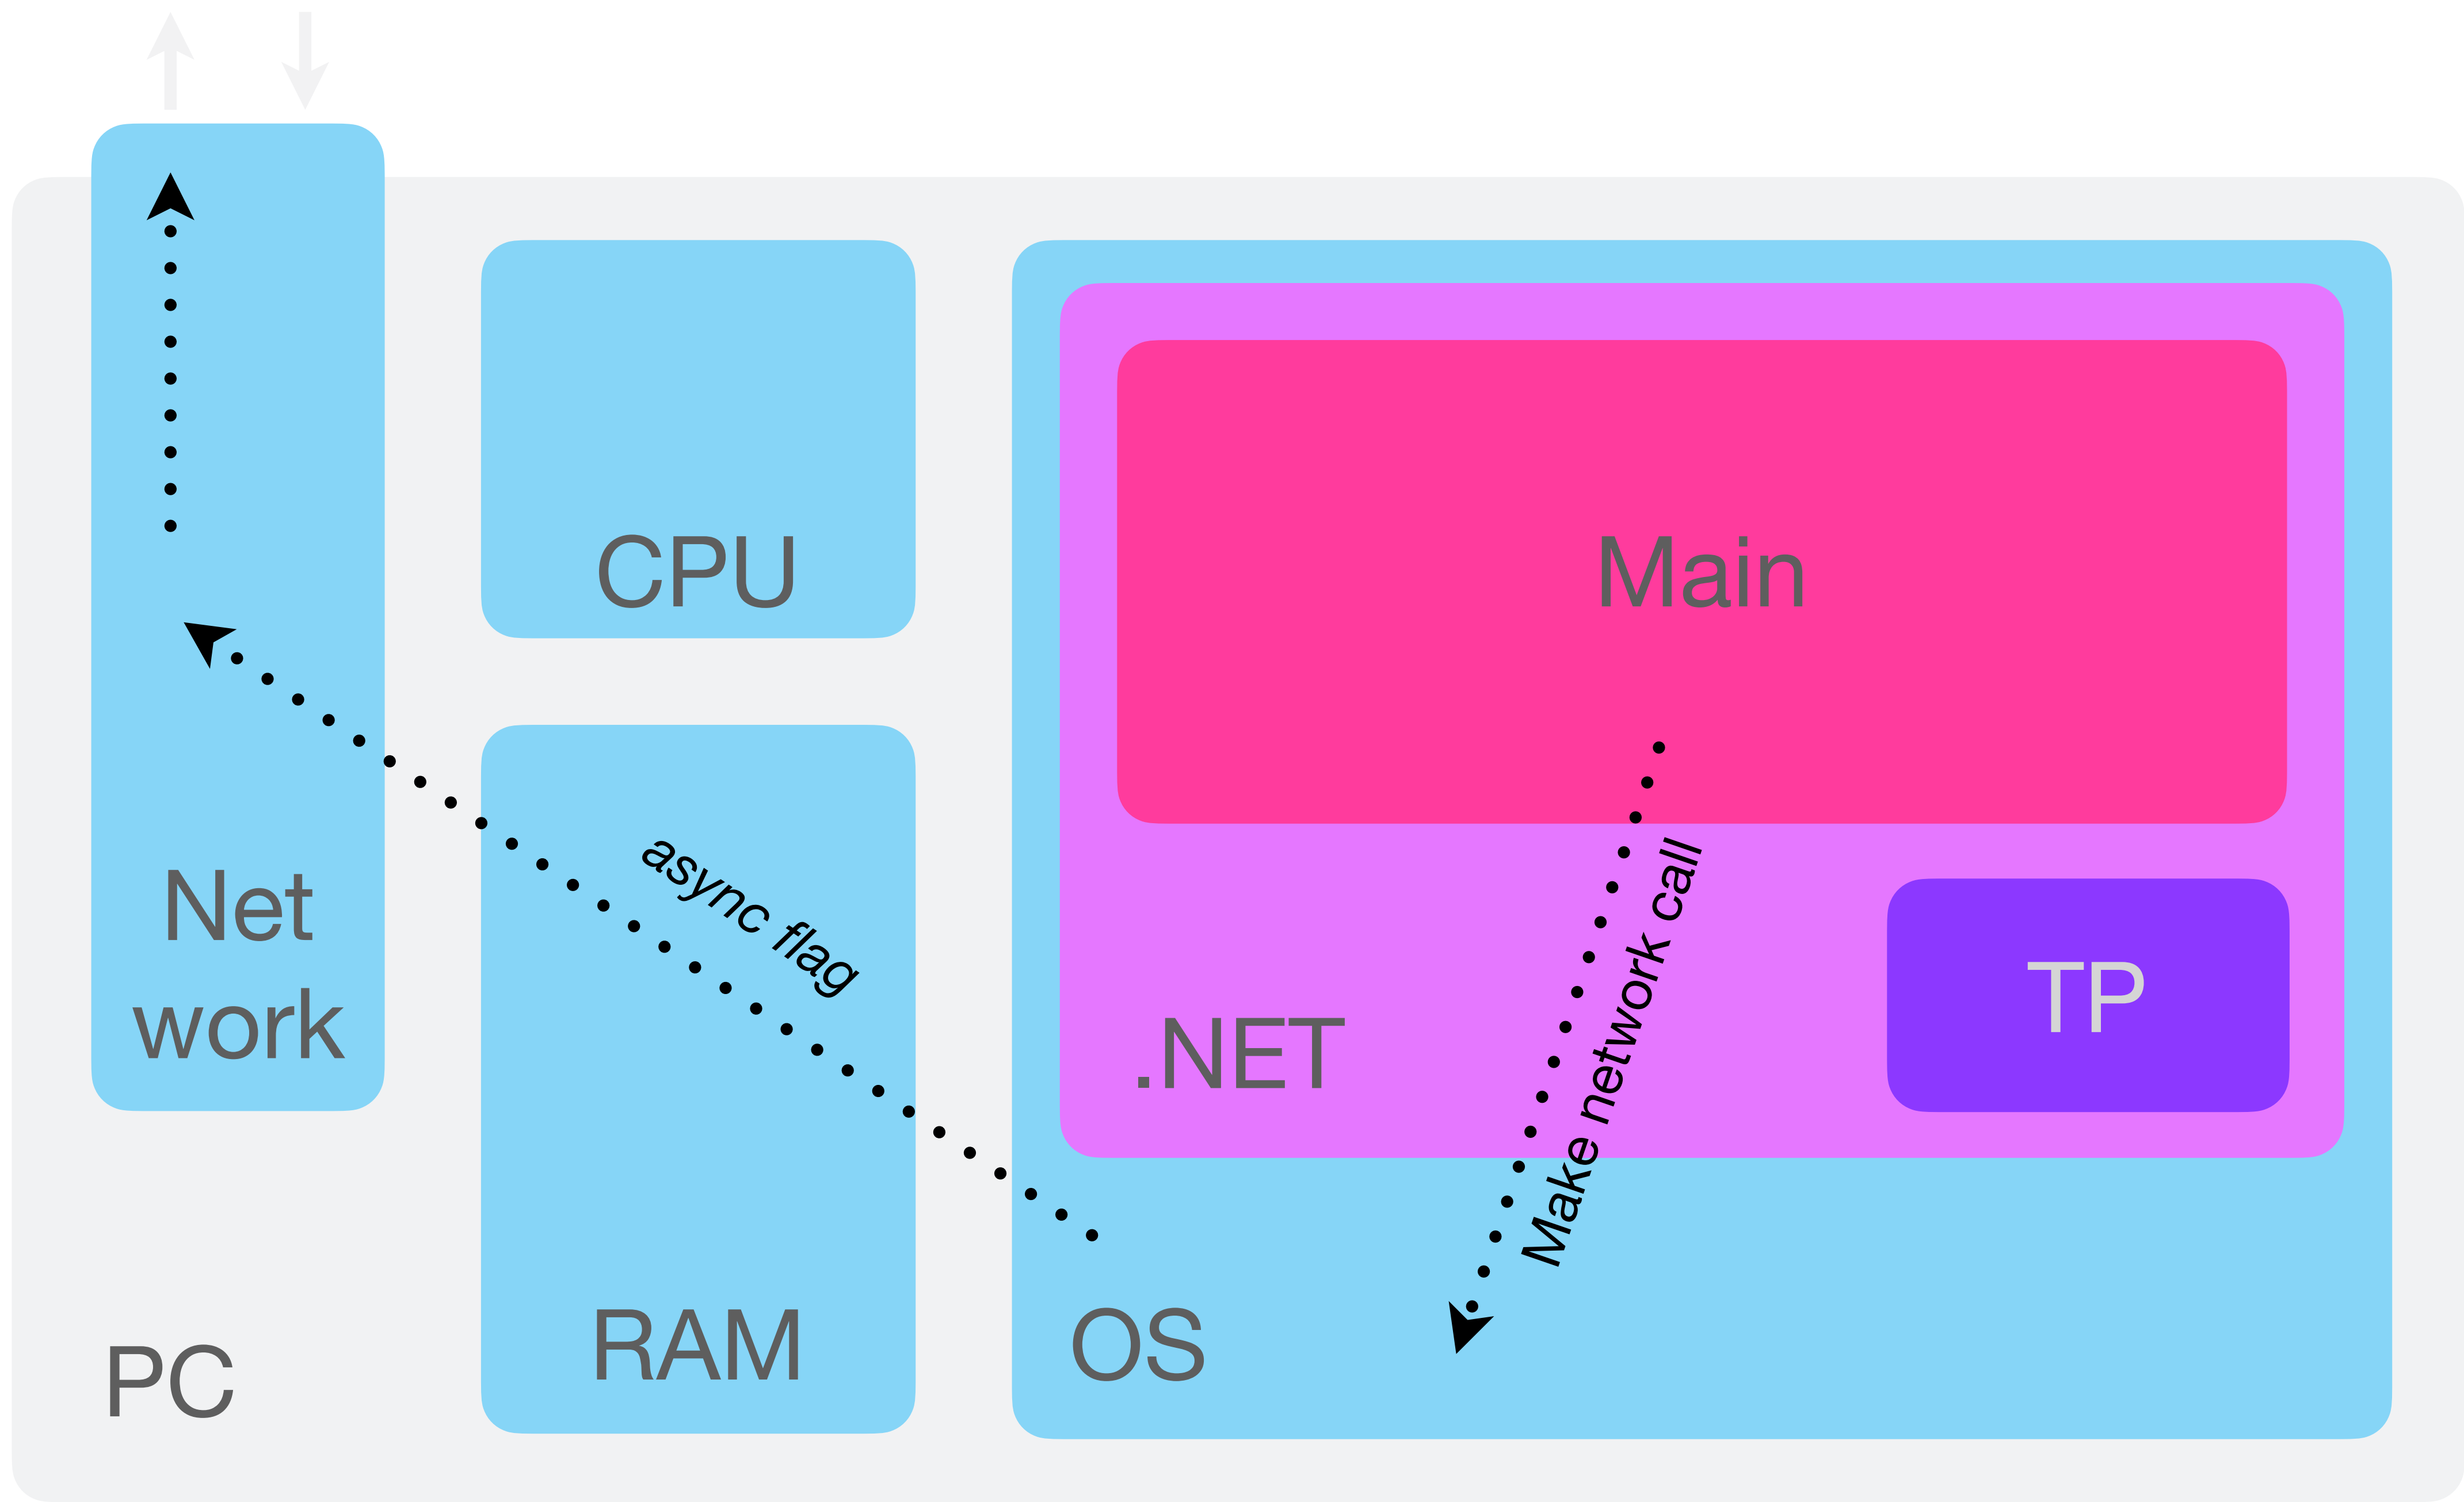 CPU
Main
async flag
Make network call
Net
work
.NET
TP
RAM
OS
PC